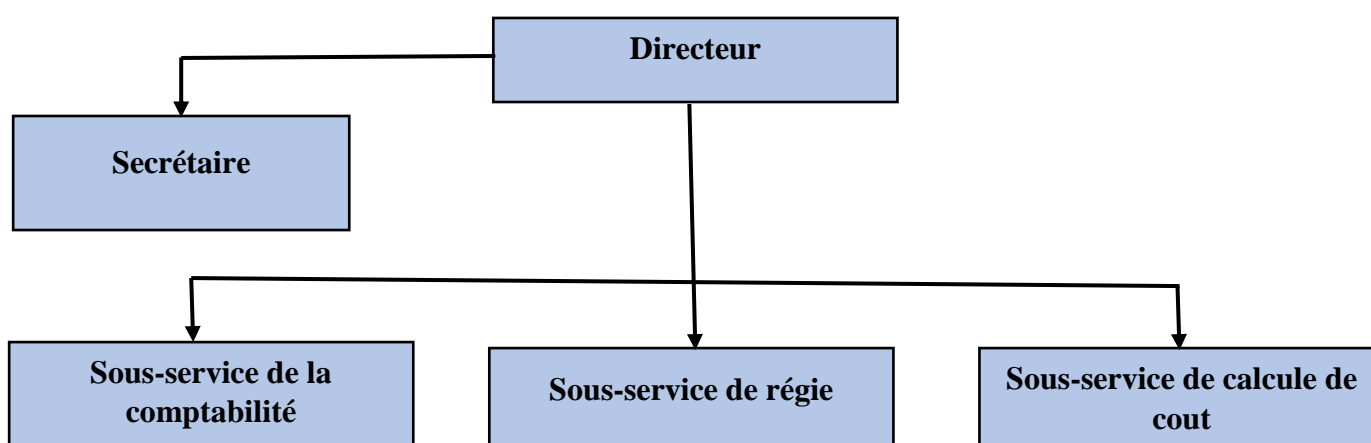 Directeur
Secrétaire
Sous-service de la
comptabilité
Sous-service de régie
Sous-service de calcule de
cout